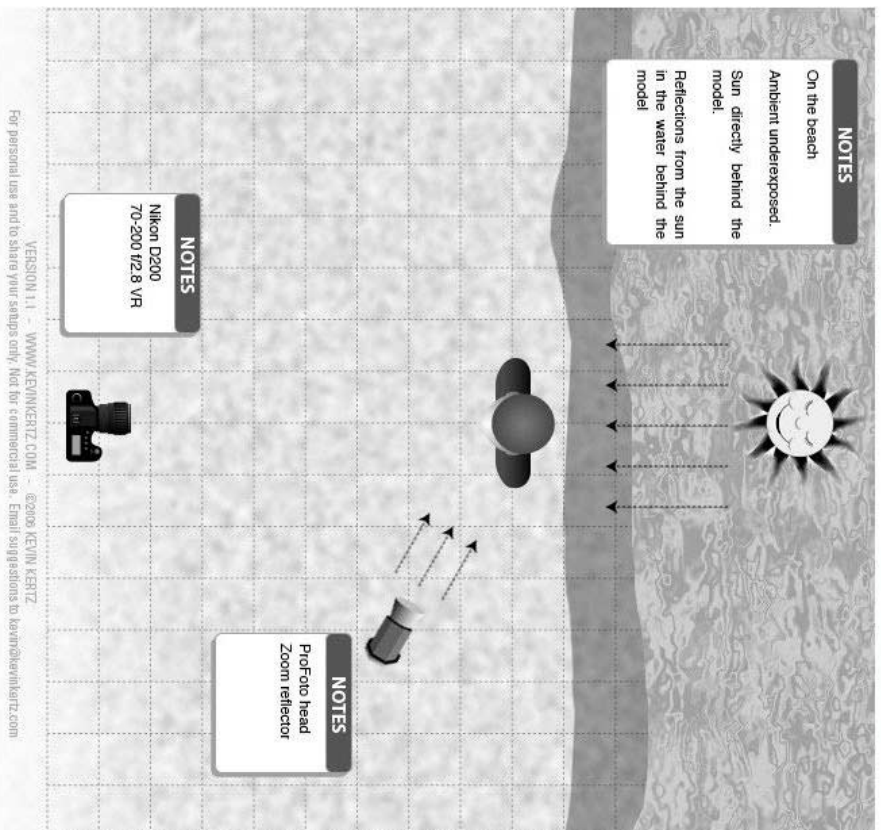 NOTES
On the beach
Ambient underexposed.
Sun directly behind the
model.
Reflections from the sun
in the water behind the
model
NOTES
Nikon D200
70-200 f/2.8 VR
NOTES
ProFoto head
Zoom reflector
VERSION 1.1 - WWW.KEVINKERTZ.COM - ©2006 KEVIN KERTZ
For personal use and to share your setups only, Not for commercial use. Email suggestions to kevin@kevinkertz.com